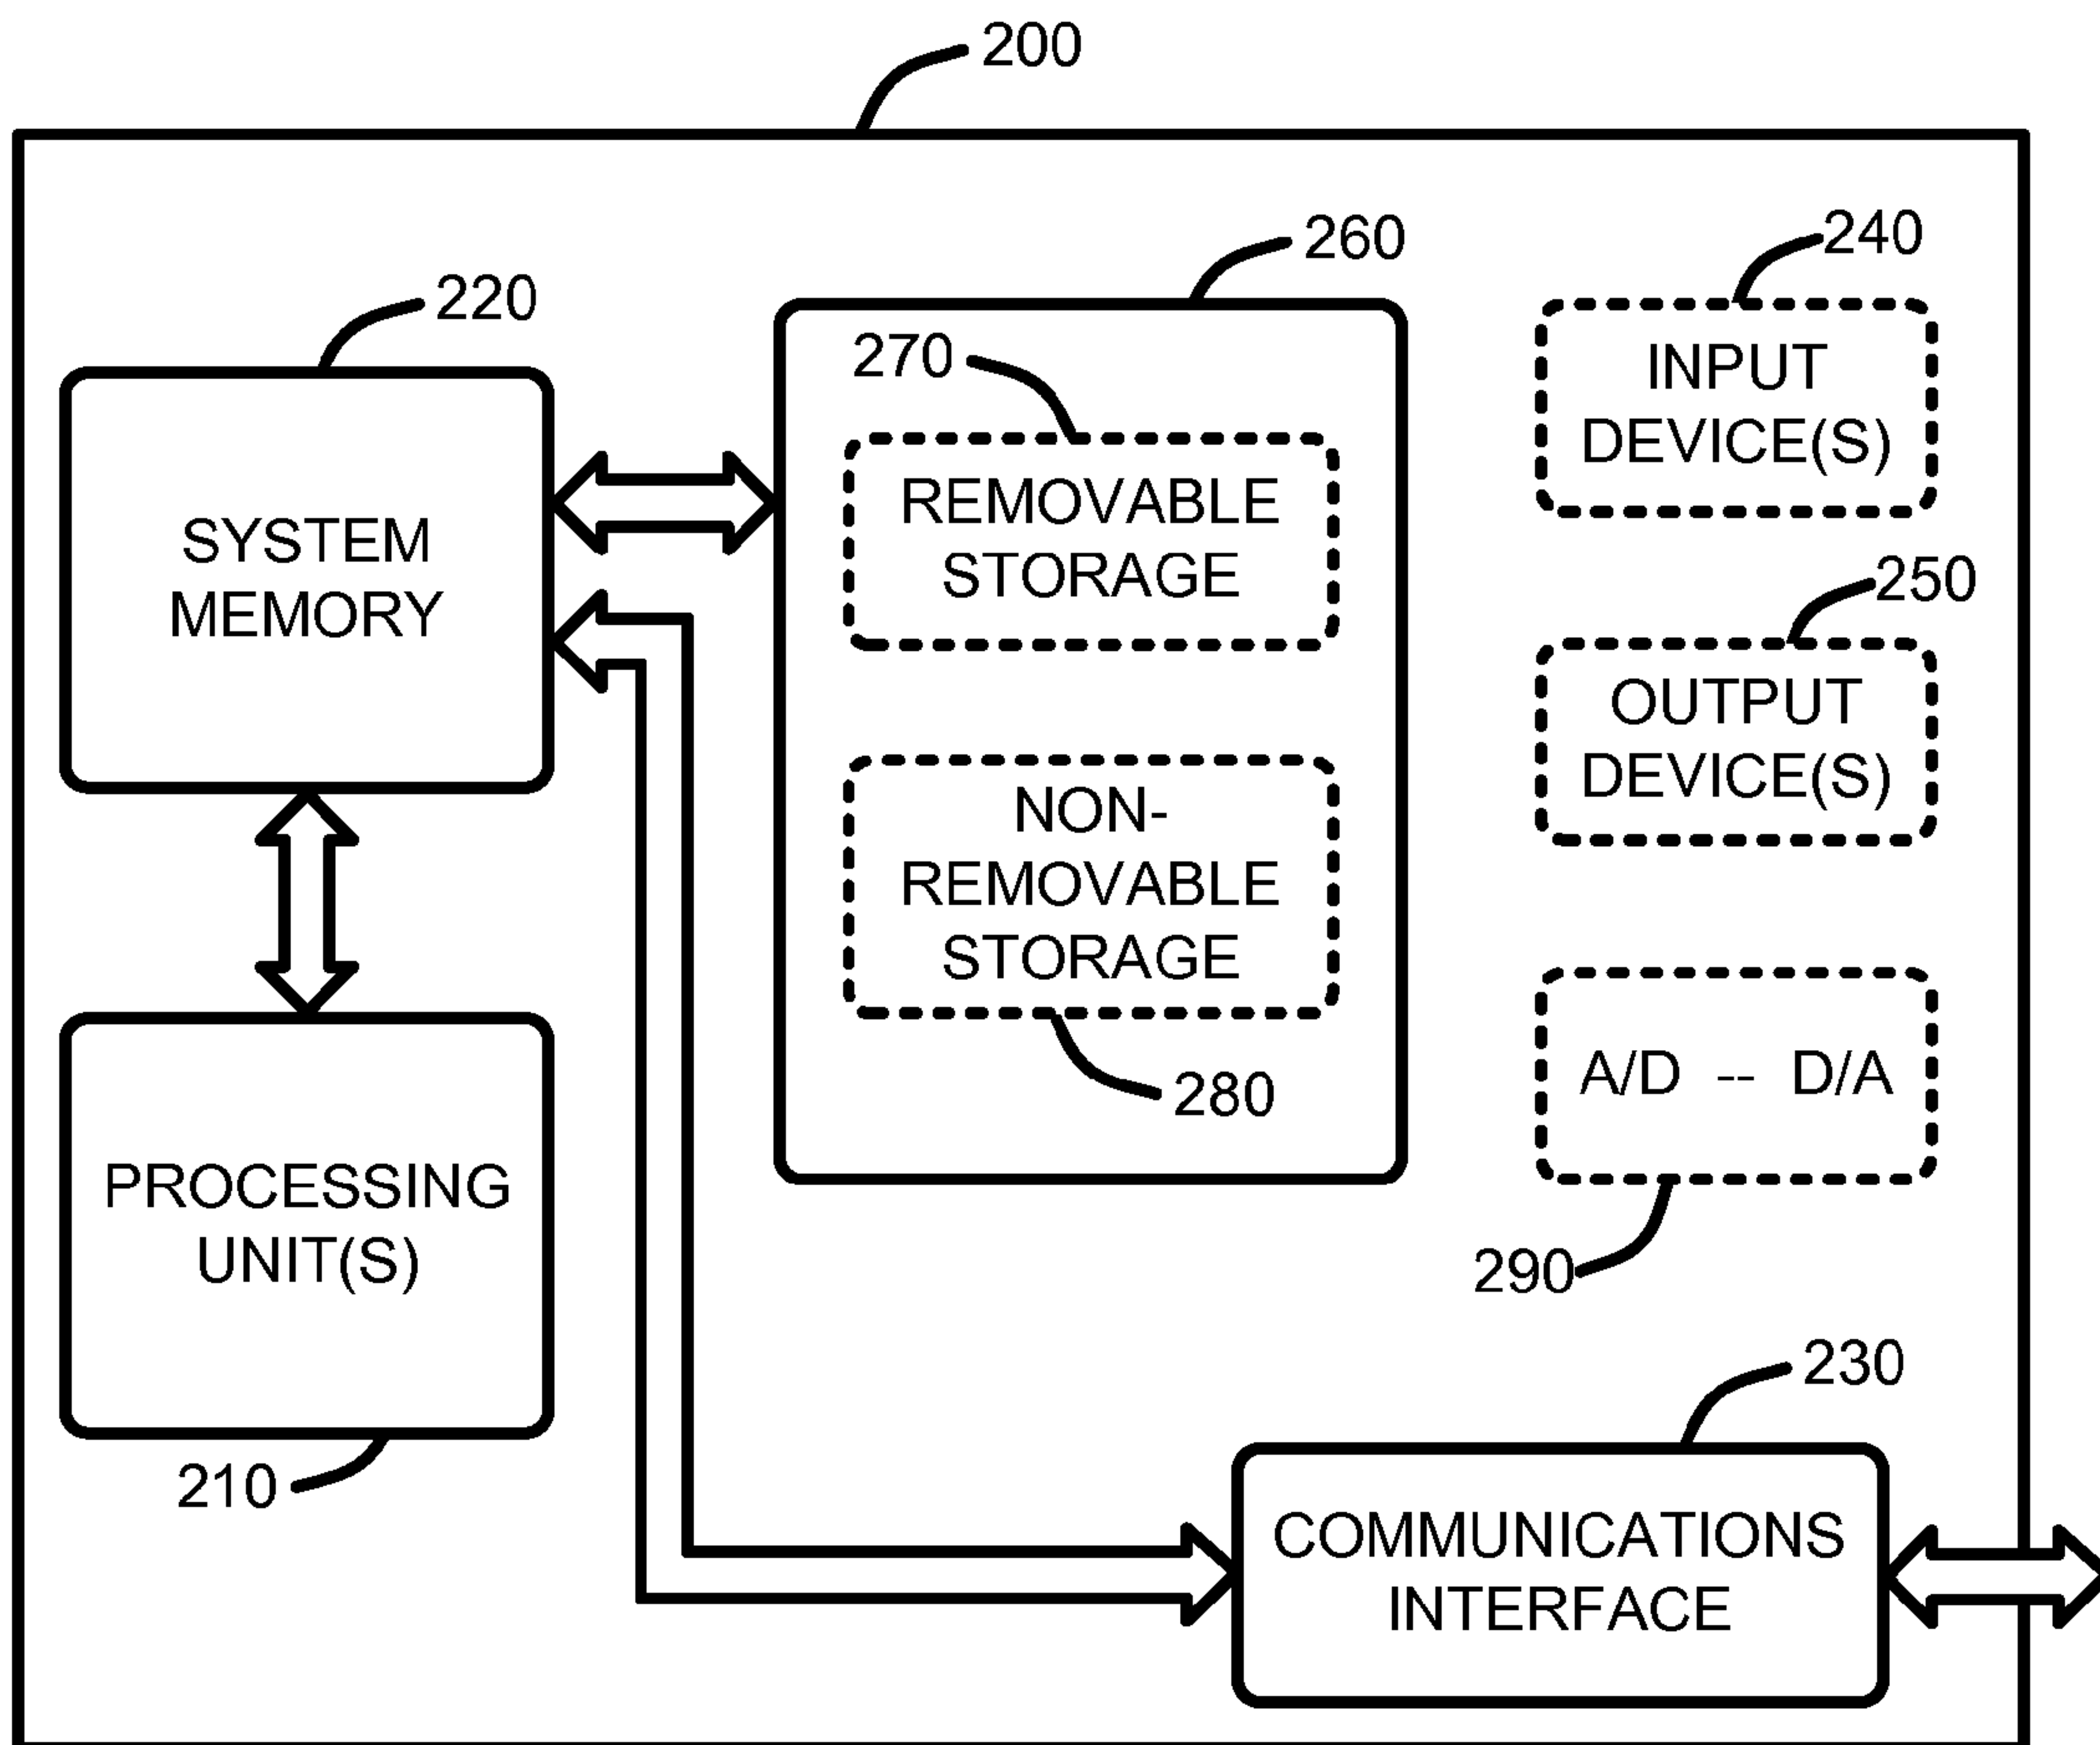 200
260
240
220
270
INPUT
DEVICE(S)
REMOVABLE
STORAGE
SYSTEM
MEMORY
250
OUTPUT
DEVICE(S)
NON-
REMOVABLE
STORAGE
280
A/D -- D/A
290
PROCESSING
UNIT(S)
210
230
COMMUNICATIONS
INTERFACE